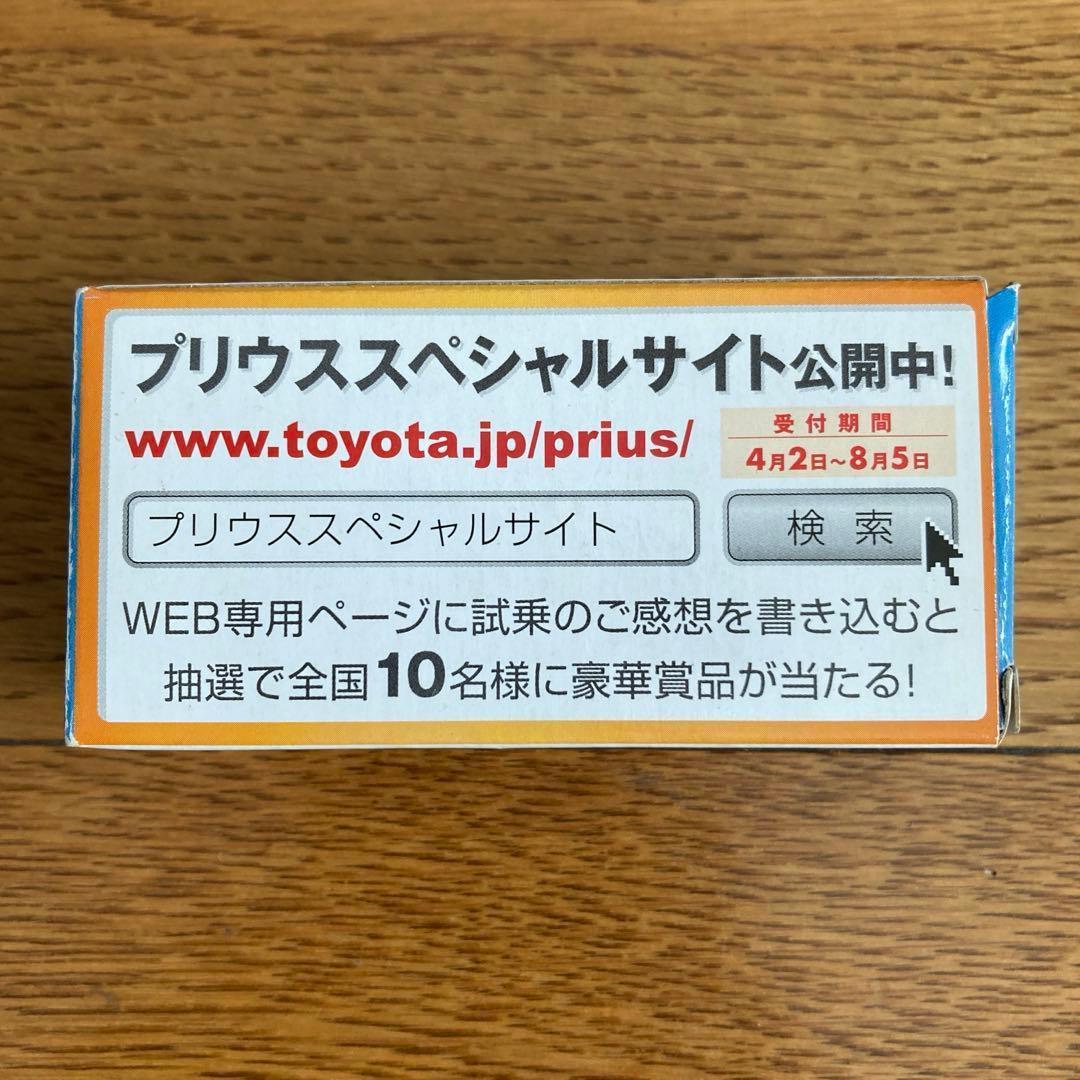 プリウススペシャルサイト公開中!
www.toyota.jp/prius/
受付期間
4月2日～8月5日
プリウススペシャルサイト
検索
WEB専用ページに試乗のご感想を書き込むと
抽選で全国10名様に豪華賞品が当たる!